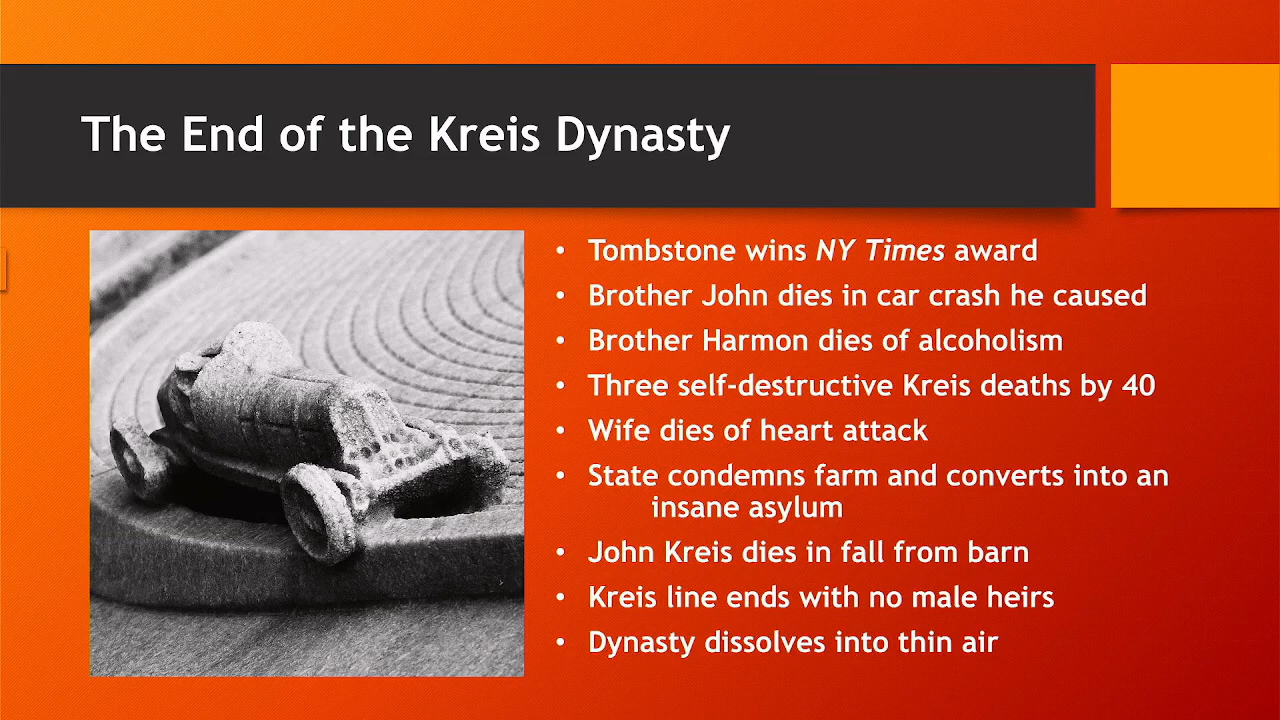 The End of the Kreis Dynasty
• Tombstone wins NY Times award
• Brother John dies in car crash he caused
• Brother Harmon dies of alcoholism
• Three self-destructive Kreis deaths by 40
• Wife dies of heart attack
• State condemns farm and converts into an
insane asylum
• John Kreis dies in fall from barn
• Kreis line ends with no male heirs
• Dynasty dissolves into thin air